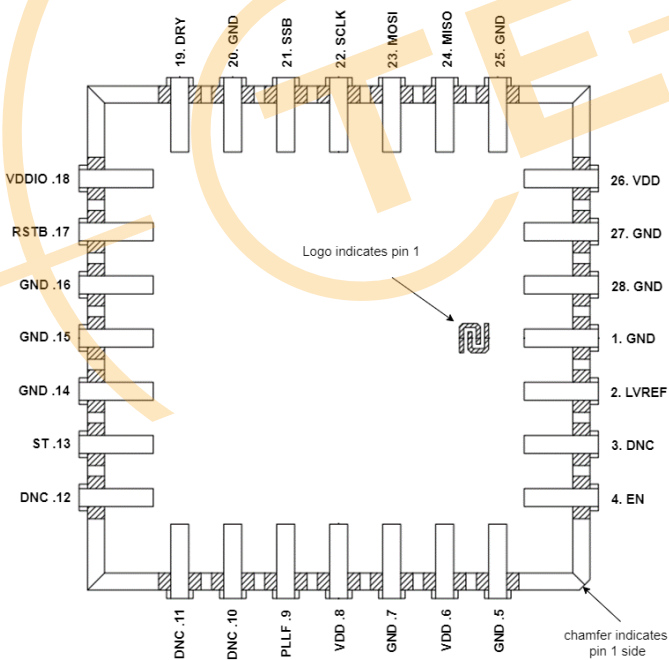 19. DRY
20. GND
21. SSB
22. SCLK
23. MOSI
24. MISO
25. GND
VDDIO .18
26. VDD
RSTB .17
27. GND
Logo indicates pin 1
GND .16
28. GND
GND .15
1. GND
GND .14
2. LVREF
ST .13
3. DNC
DNC .12
4. EN
DNC .11
DNC .10
PLLF .9
VDD .8
GND .7
VDD .6
GND .5
chamfer indicates
pin 1 side
TE